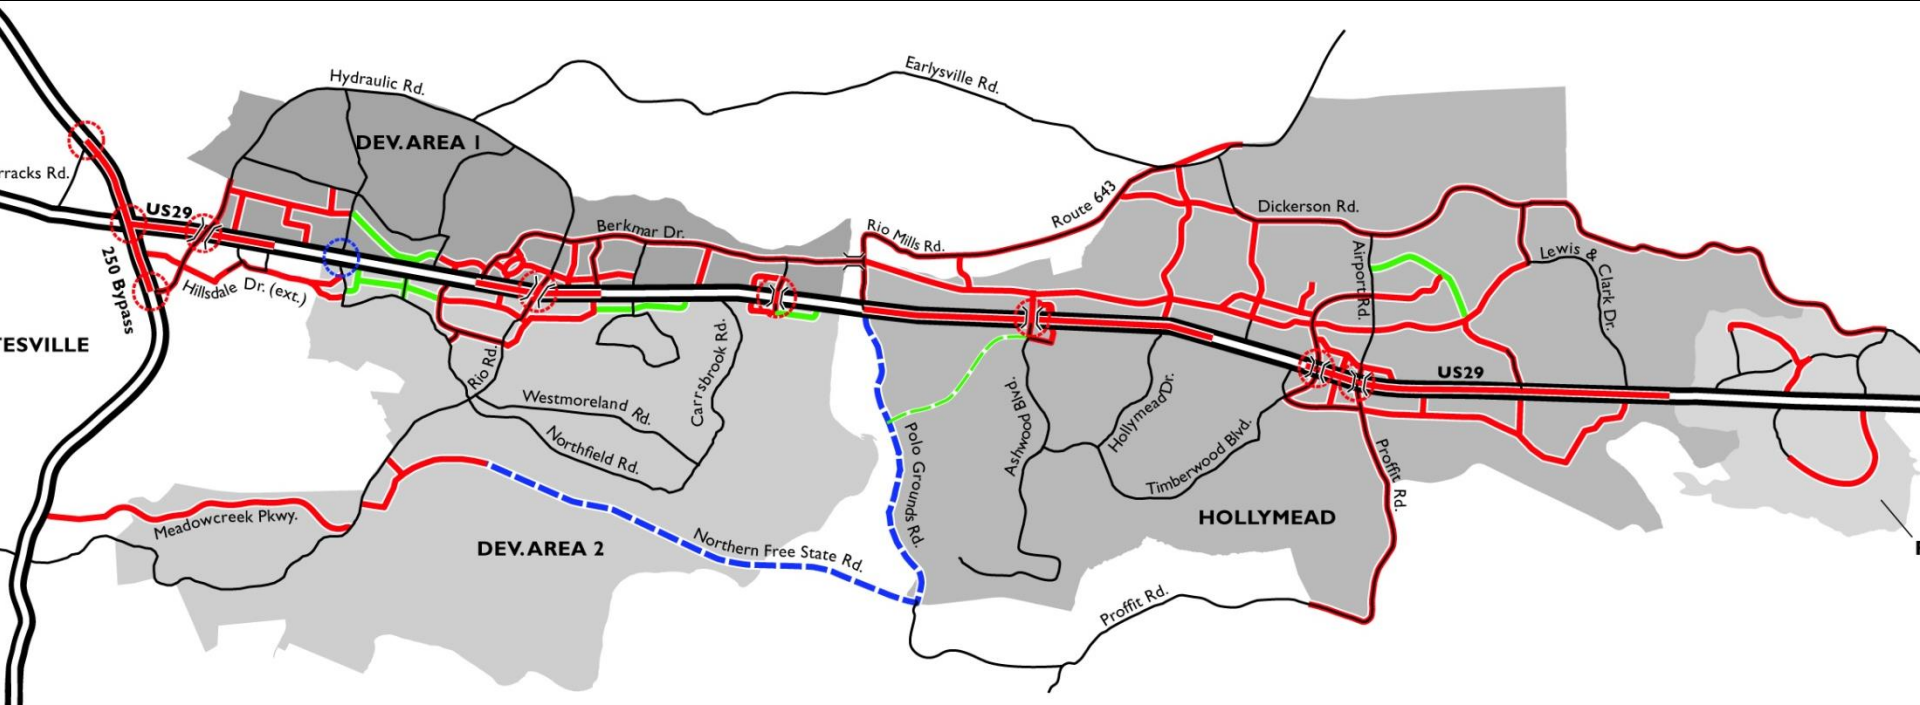 Hydraulic Rd.
Earlysville Rd.
DEV. AREA 1
rracks Rd.
US29
Route 643
Dickerson Rd.
Berkmar Dr.
Rio Mills Rd.
Airport Rd.
Lewis &
Clark Dr.
250 Bypass
Hillsdale Dr. (ext.)
TESVILLE
Rio Rd.
Carrsbrook Rd.
US29
Westmoreland Rd.
Ashwood Blvd.
Hollymead Dr.
Northfield Rd.
Polo Grounds Rd.
Timberwood Blvd.
Proffit Rd.
Meadowcreek Pkwy.
HOLLYMEAD
DEV. AREA 2
Northern Free State Rd.
Proffit Rd.